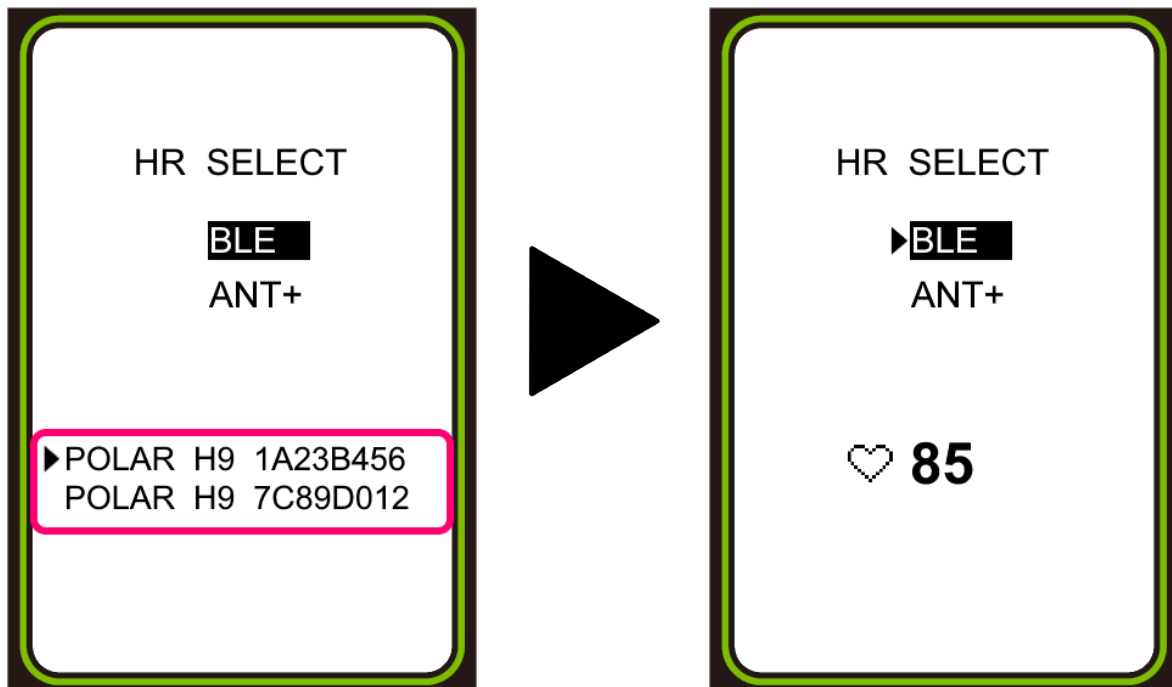 HR SELECT
BLE
ANT+
POLAR H9 1A23B456
POLAR H9 7C89D012
HR SELECT
BLE
ANT+
85